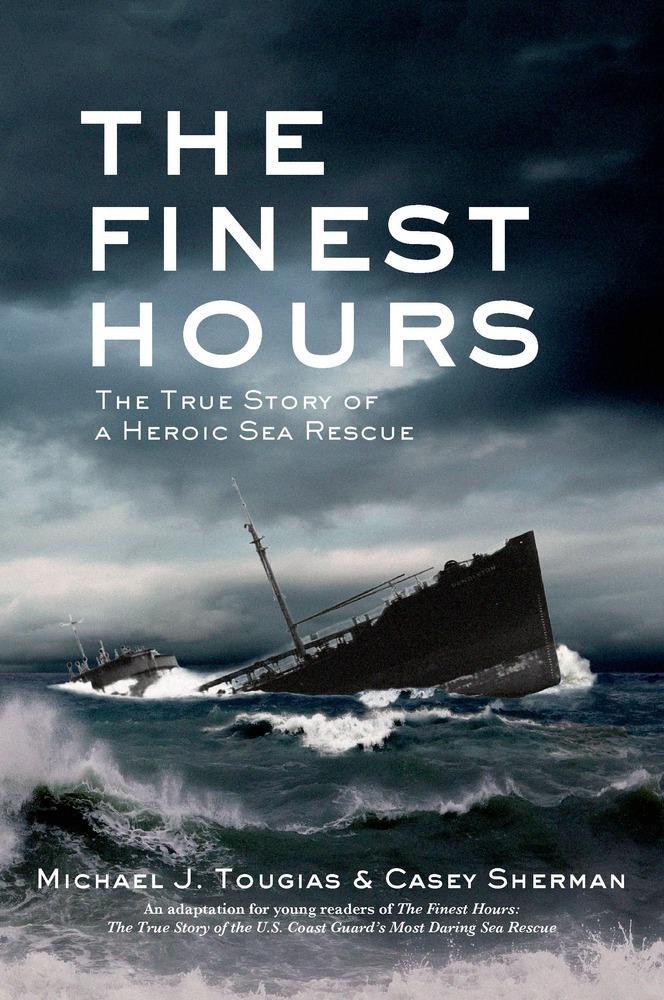 THE
FINEST
HOURS
THE TRUE STORY OF
A HEROIC SEA RESCUE
PENDLETON
MICHAEL J. TOUGIAS & CASEY SHERMAN
An adaptation for young readers of The Finest Hours:
The True Story of the U.S. Coast Guard's Most Daring Sea Rescue